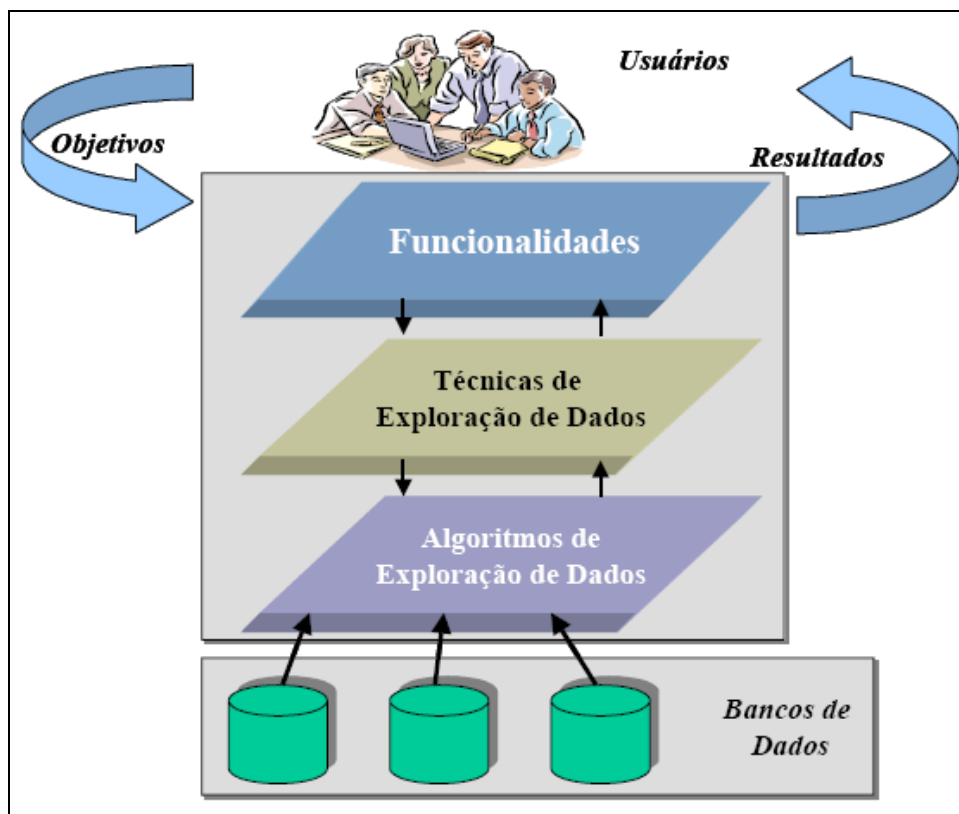 Usuários
Objetivos
Resultados
Funcionalidades
Técnicas de
Exploração de Dados
Algoritmos de
Exploração de Dados
Bancos de
Dados